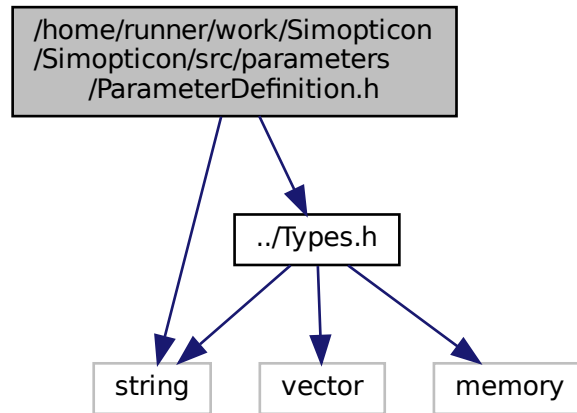 /home/runner/work/Simopticon
/Simopticon/src/parameters
/ParameterDefinition.h
../Types.h
string
vector
memory